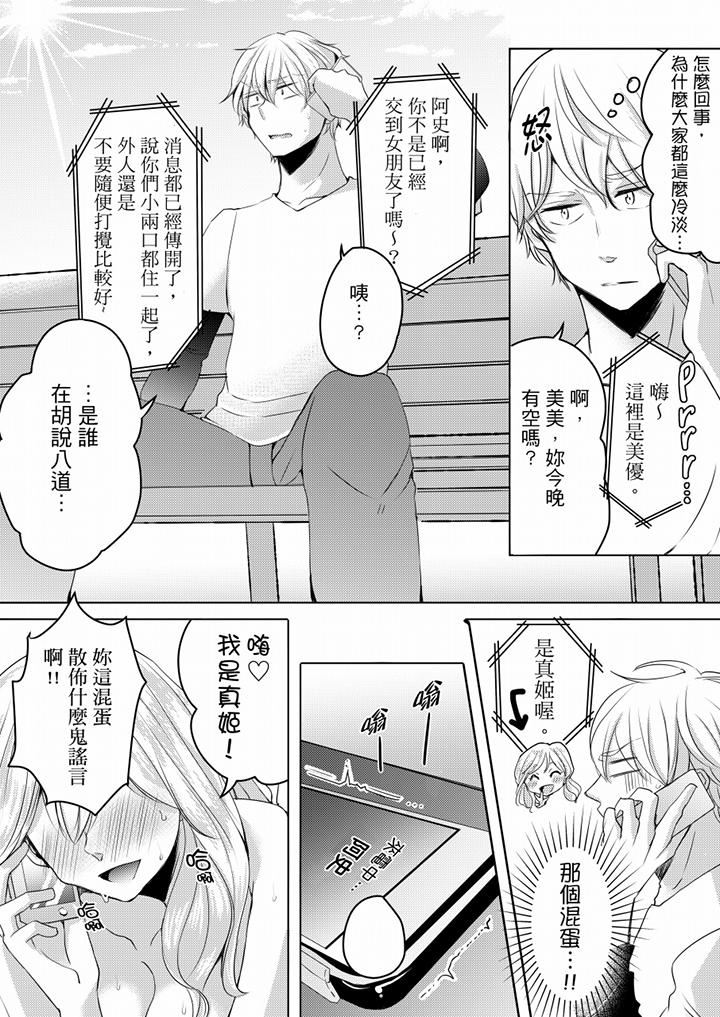 怎麼回事，
為什麼大家都這麼冷淡…
怒
Prrrr…
嗨～
這裡是美優。
啊，
美美，妳今晚
有空嗎？
阿史啊，
你不是已經
交到女朋友了嗎～？
咦…？
消息都已經傳開了，
說你們小兩口都住一起了，
外人還是
不要隨便打攪比較好~
…是誰
在胡說八道…
是真姬喔。
那個混蛋…!!
嗡
嗡
來電中…
阿史
嗨♡
我是真姬！
妳這混蛋
散佈什麼鬼謠言
啊!!
哈哈
哈哈